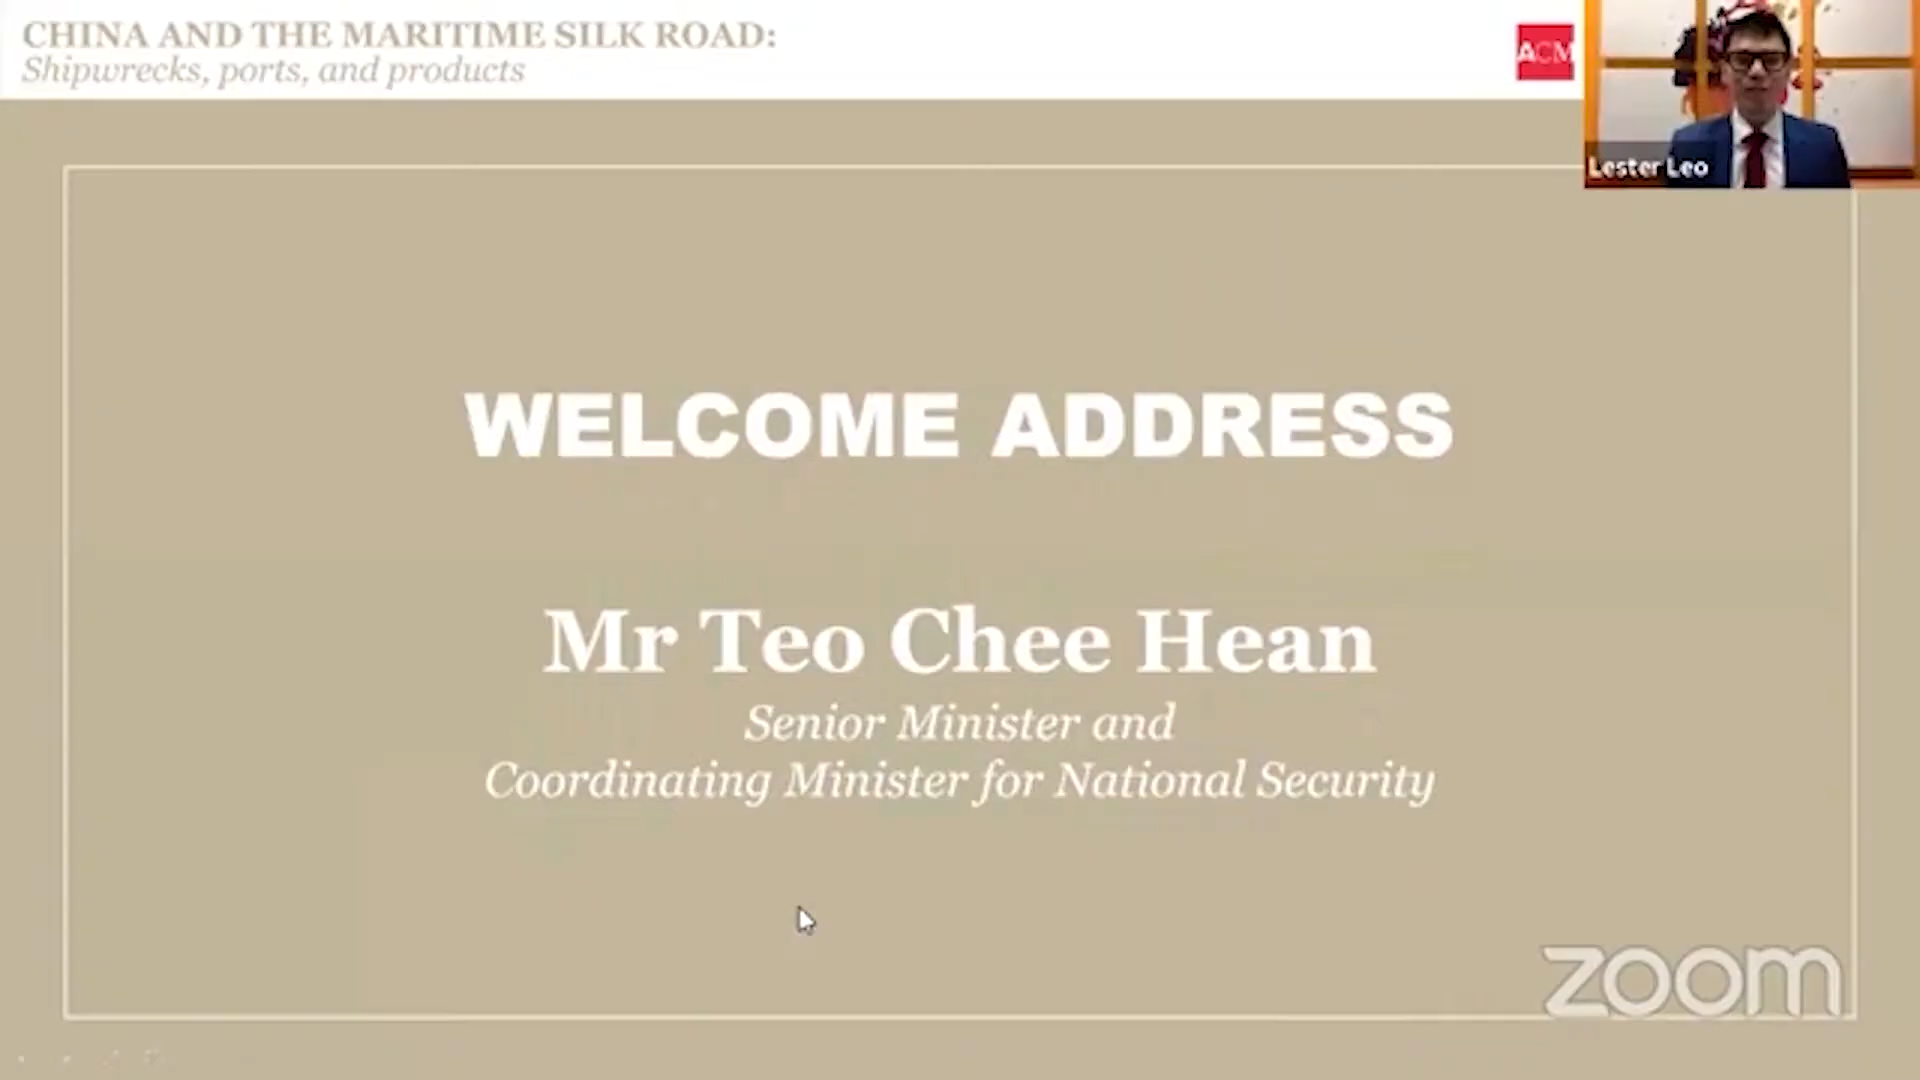 CHINA AND THE MARITIME SILK ROAD:
Shipwrecks, ports, and products
ACM
Lester Leo
WELCOME ADDRESS
Mr Teo Chee Hean
Senior Minister and
Coordinating Minister for National Security
zoom